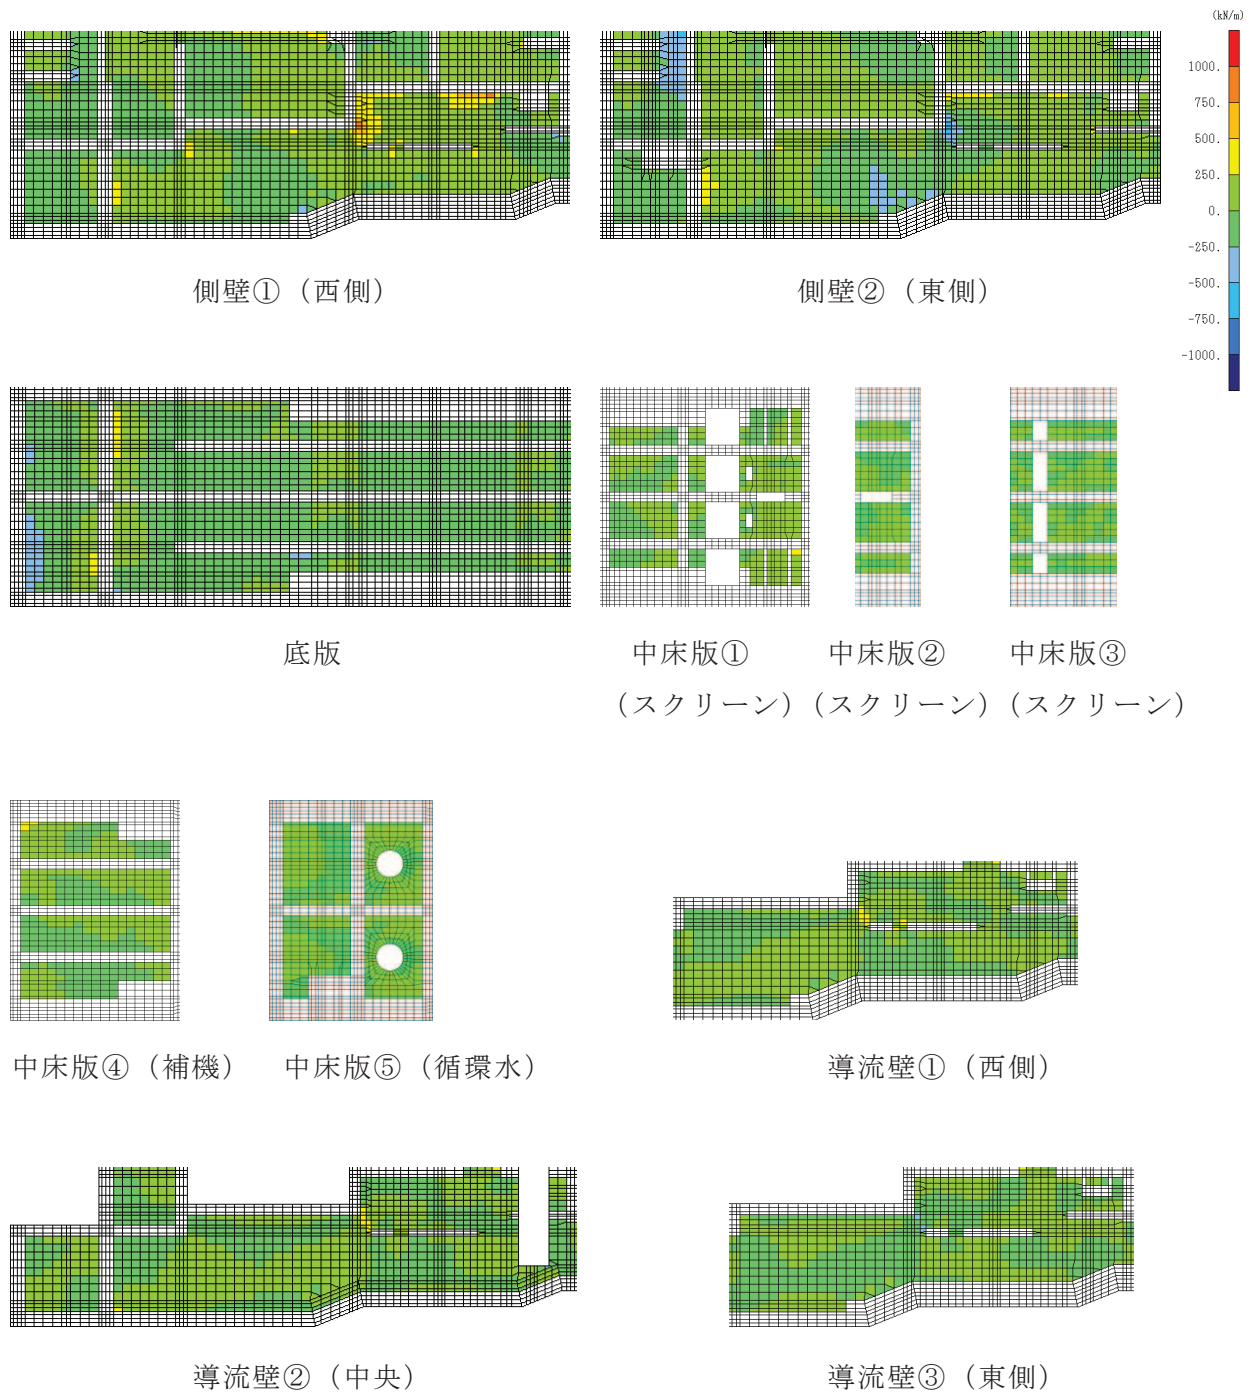 (kN/m)
1000.
750.
500.
250.
0.
-250.
-500.
-750.
-1000.
側壁①（西側）
側壁②（東側）
底版
中床版①
中床版②
中床版③
（スクリーン）
（スクリーン）
（スクリーン）
中床版④（補機）
中床版⑤（循環水）
導流壁①（西側）
導流壁②（中央）
導流壁③（東側）